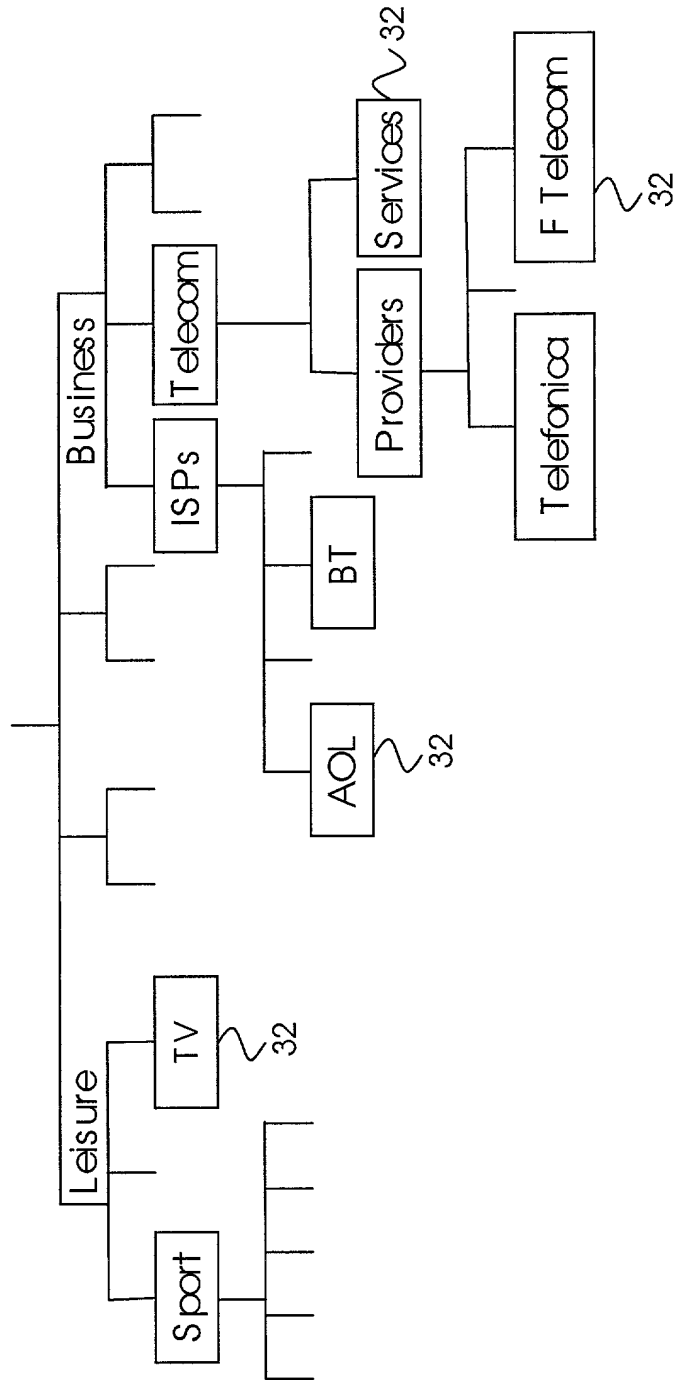 Leisure
Business
Sport
TV
32
ISPs
Telecom
AOL
32
BT
Providers
Services
32
Telefonica
F Telecom
32